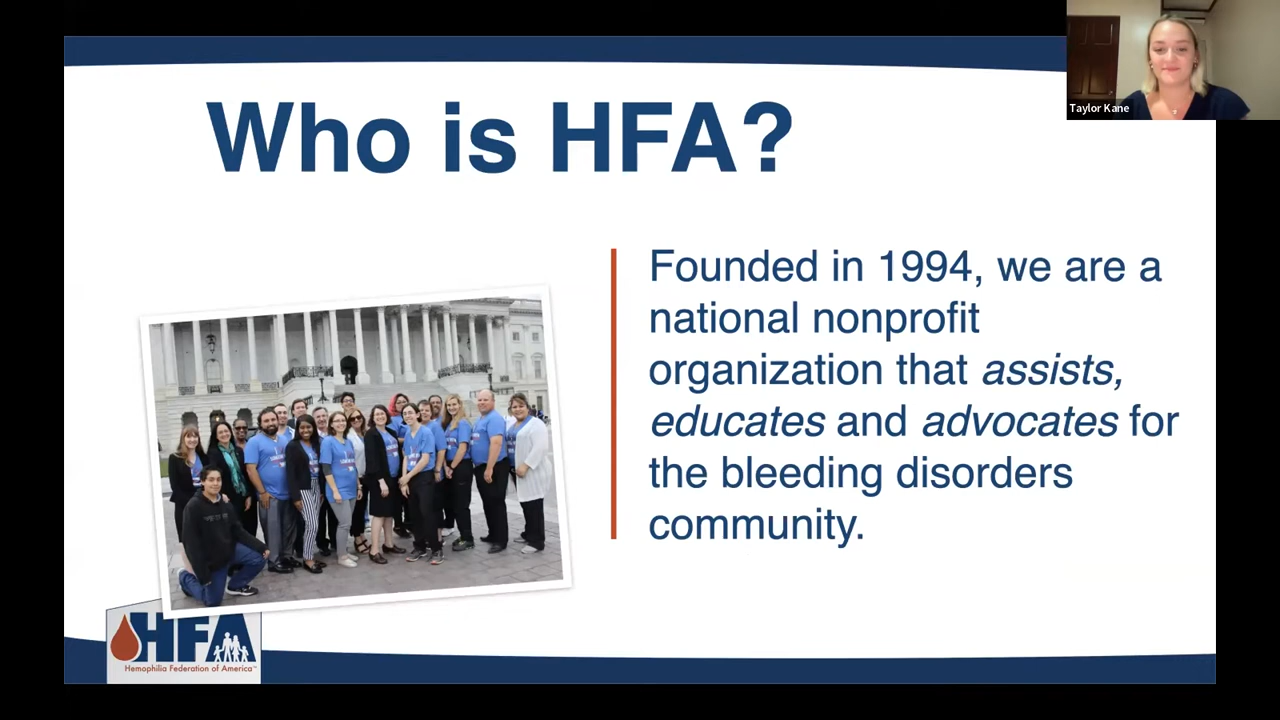 Who is HFA?
Taylor Kane
Founded in 1994, we are a
national nonprofit
organization that assists,
educates and advocates for
the bleeding disorders
community.
HFA
Hemophilia Federation of America™